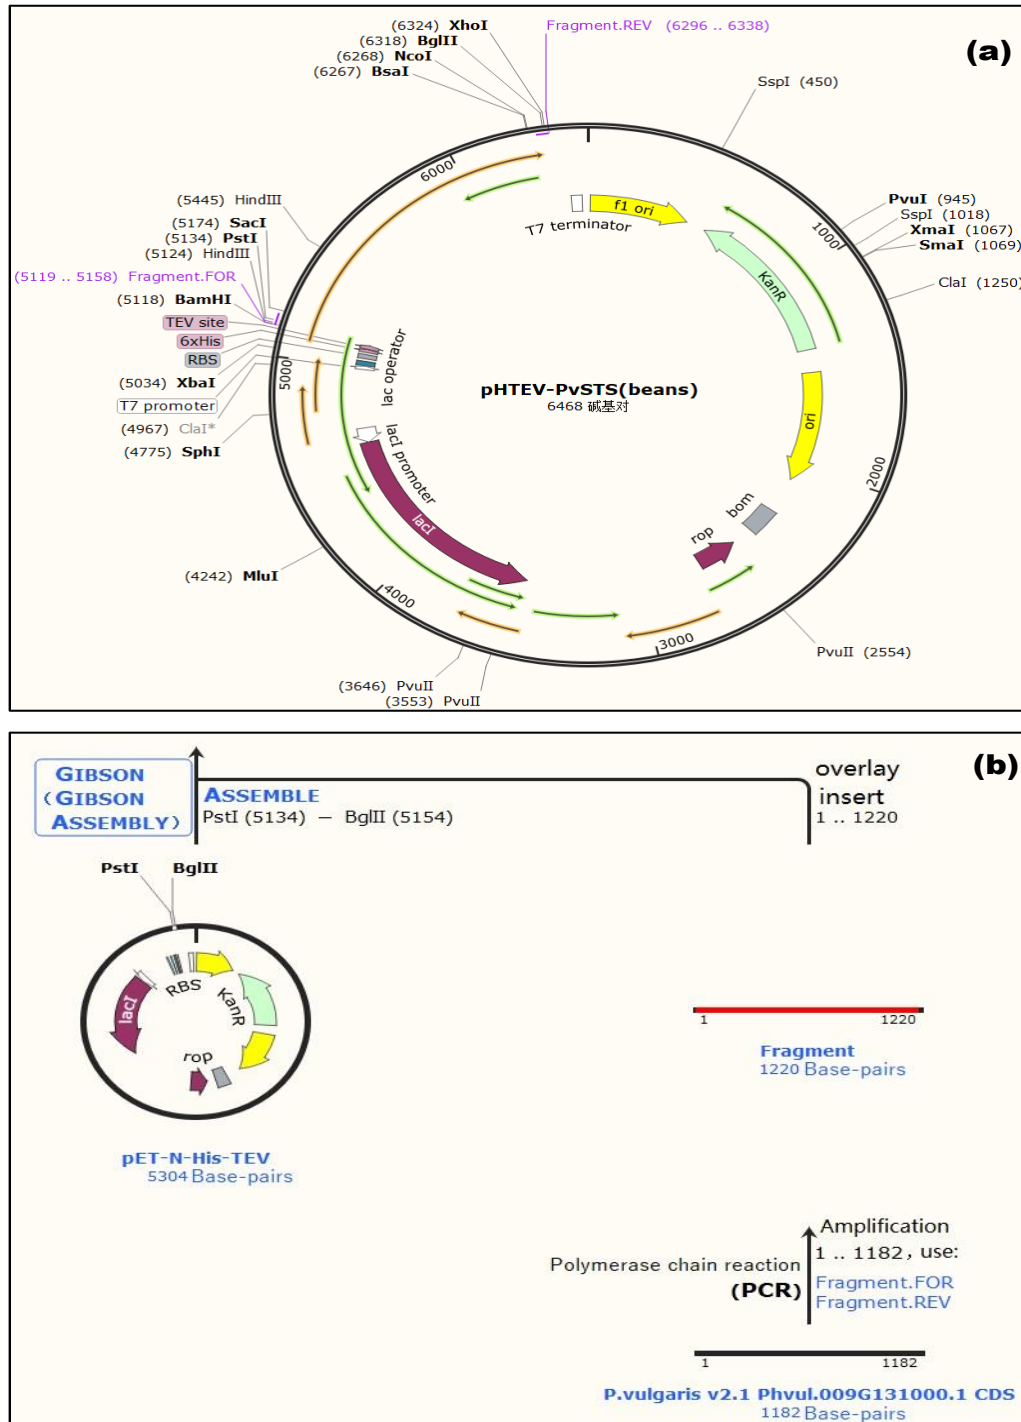 (a)
(6324) XhoI
Fragment.REV (6296 .. 6338)
(6318) BglII
(6268) NcoI
(6267) BsaI
SspI (450)
6000
(5445) HindIII
(5174) SacI
(5134) PstI
(5124) HindIII
(5119 .. 5158) Fragment.FOR
(5118) BamHI
TEV site
6xHis
RBS
(5034) XbaI
T7 promoter
(4967) ClaI*
(4775) SphI
PvuI (945)
SspI (1018)
XmaI (1067)
SmaI (1069)
ClaI (1250)
1000
f1 ori
T7 terminator
KanR
5000
lac operator
pHTEV-PvSTS(beans)
6468 碱基对
ori
lacI promoter
lacI
2000
bom
rop
(4242) MluI
4000
3000
PvuII (2554)
(3646) PvuII
(3553) PvuII
(b)
GIBSON
(GIBSON
ASSEMBLY)
ASSEMBLE
PstI (5134) – BglII (5154)
overlay
insert
1 .. 1220
PstI BglII
RBS
KanR
lacI
rop
pET-N-His-TEV
5304 Base-pairs
1 1220
Fragment
1220 Base-pairs
Polymerase chain reaction
(PCR)
Amplification
1 .. 1182, use:
Fragment.FOR
Fragment.REV
1 1182
P.vulgaris v2.1 Phvul.009G131000.1 CDS
1182 Base-pairs